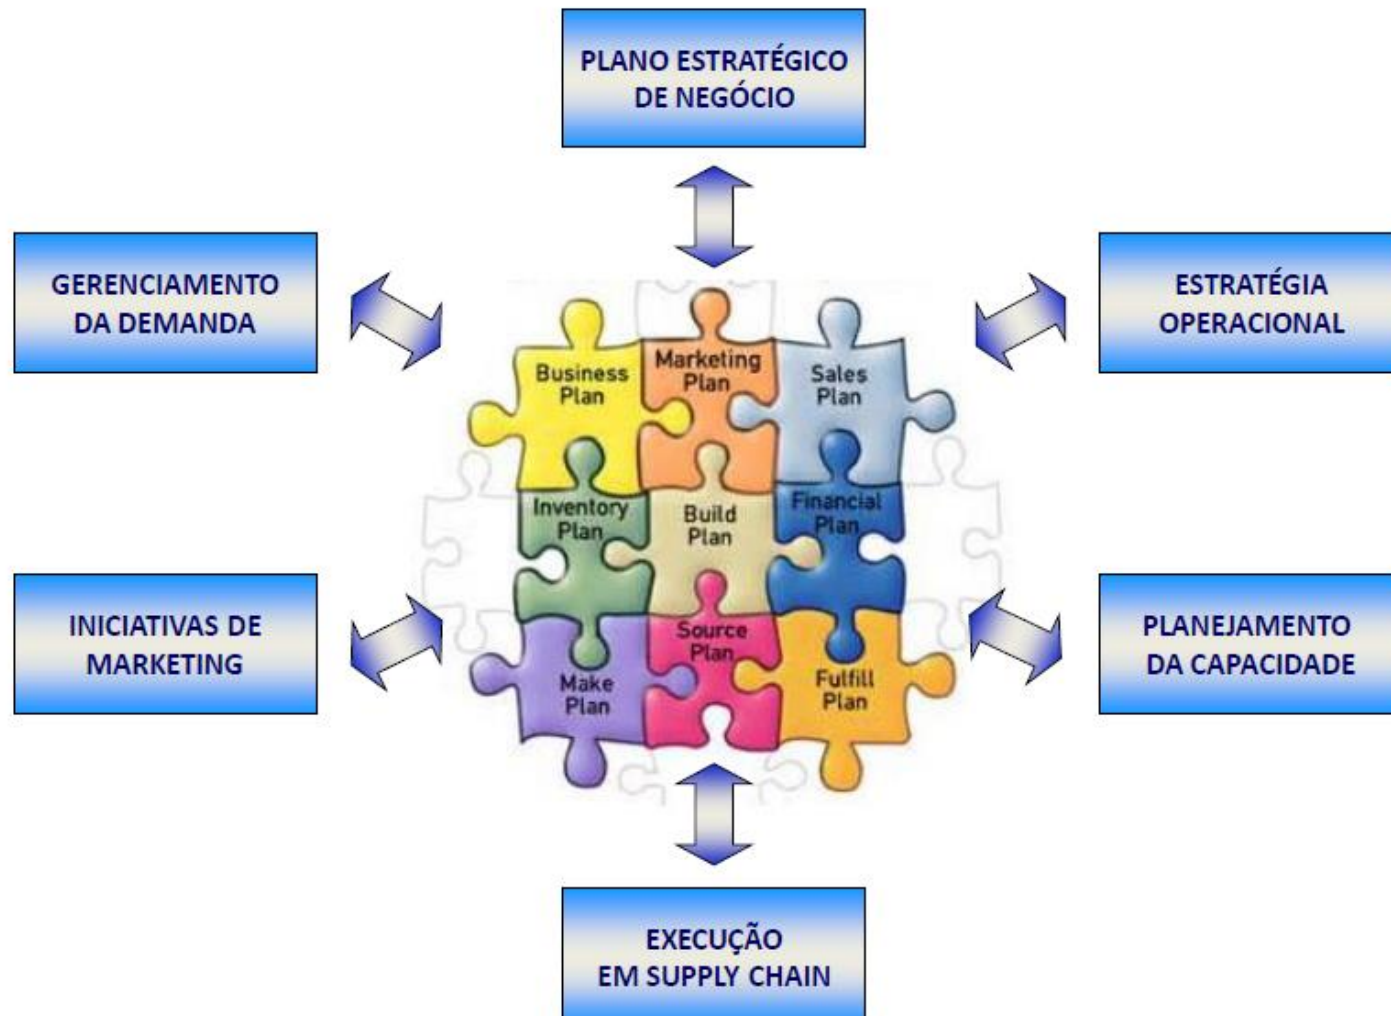 PLANO ESTRATÉGICO
DE NEGÓCIO
GERENCIAMENTO
DA DEMANDA
ESTRATÉGIA
OPERACIONAL
Business
Plan
Marketing
Plan
Sales
Plan
Inventory
Plan
Build
Plan
Financial
Plan
Make
Plan
Source
Plan
Fulfill
Plan
INICIATIVAS DE
MARKETING
PLANEJAMENTO
DA CAPACIDADE
EXECUÇÃO
EM SUPPLY CHAIN